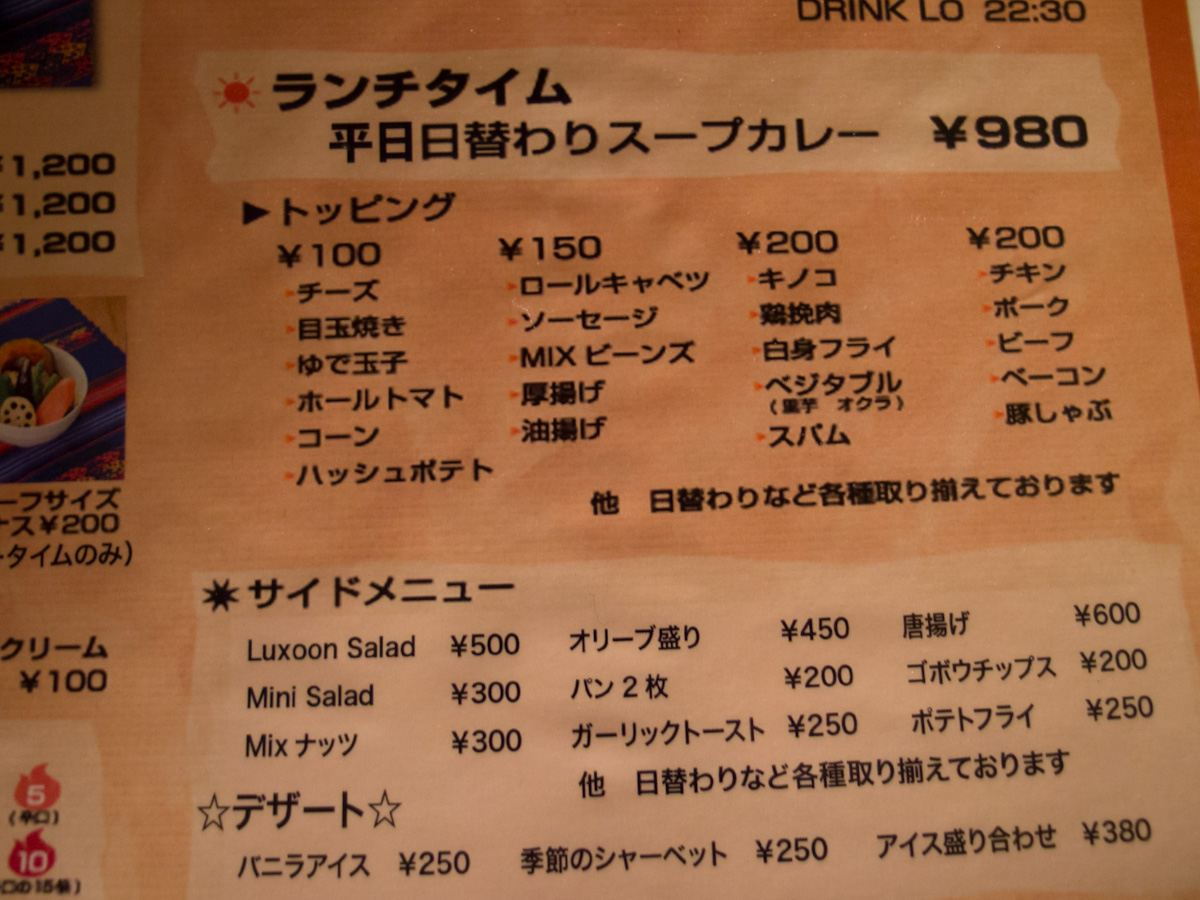 DRINK LO 22:30
ランチタイム
平日日替わりスープカレー ¥980
¥1,200
¥1,200
¥1,200
▶トッピング
¥100
チーズ
目玉焼き
ゆで玉子
ホールトマト
コーン
ハッシュポテト
¥150
ロールキャベツ
ソーセージ
MIX ビーンズ
厚揚げ
油揚げ
¥200
キノコ
鶏挽肉
白身フライ
ベジタブル
(里芋 オクラ)
スパム
¥200
チキン
ポーク
ビーフ
ベーコン
豚しゃぶ
他 日替わりなど各種取り揃えております
ーフサイズ
ス¥200
タイムのみ)
クリーム
¥100
5
(辛口)
10
口の15倍)
サイドメニュー
Luxoon Salad ¥500
Mini Salad ¥300
Mix ナッツ ¥300
オリーブ盛り ¥450
パン 2 枚 ¥200
ガーリックトースト ¥250
唐揚げ ¥600
ゴボウチップス ¥200
ポテトフライ ¥250
他 日替わりなど各種取り揃えております
☆デザート☆
バニラアイス ¥250 季節のシャーベット ¥250 アイス盛り合わせ ¥380